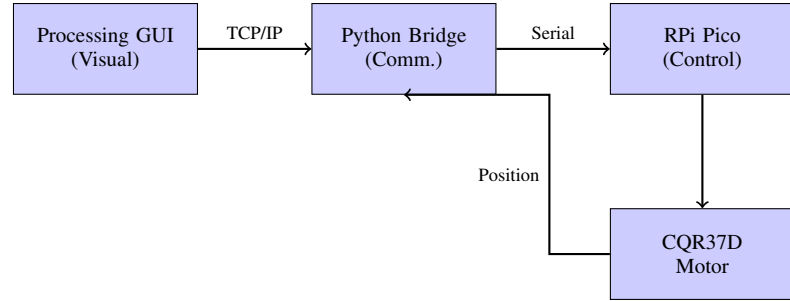 Processing GUI
(Visual)
TCP/IP
Python Bridge
(Comm.)
Serial
RPi Pico
(Control)
Position
CQR37D
Motor